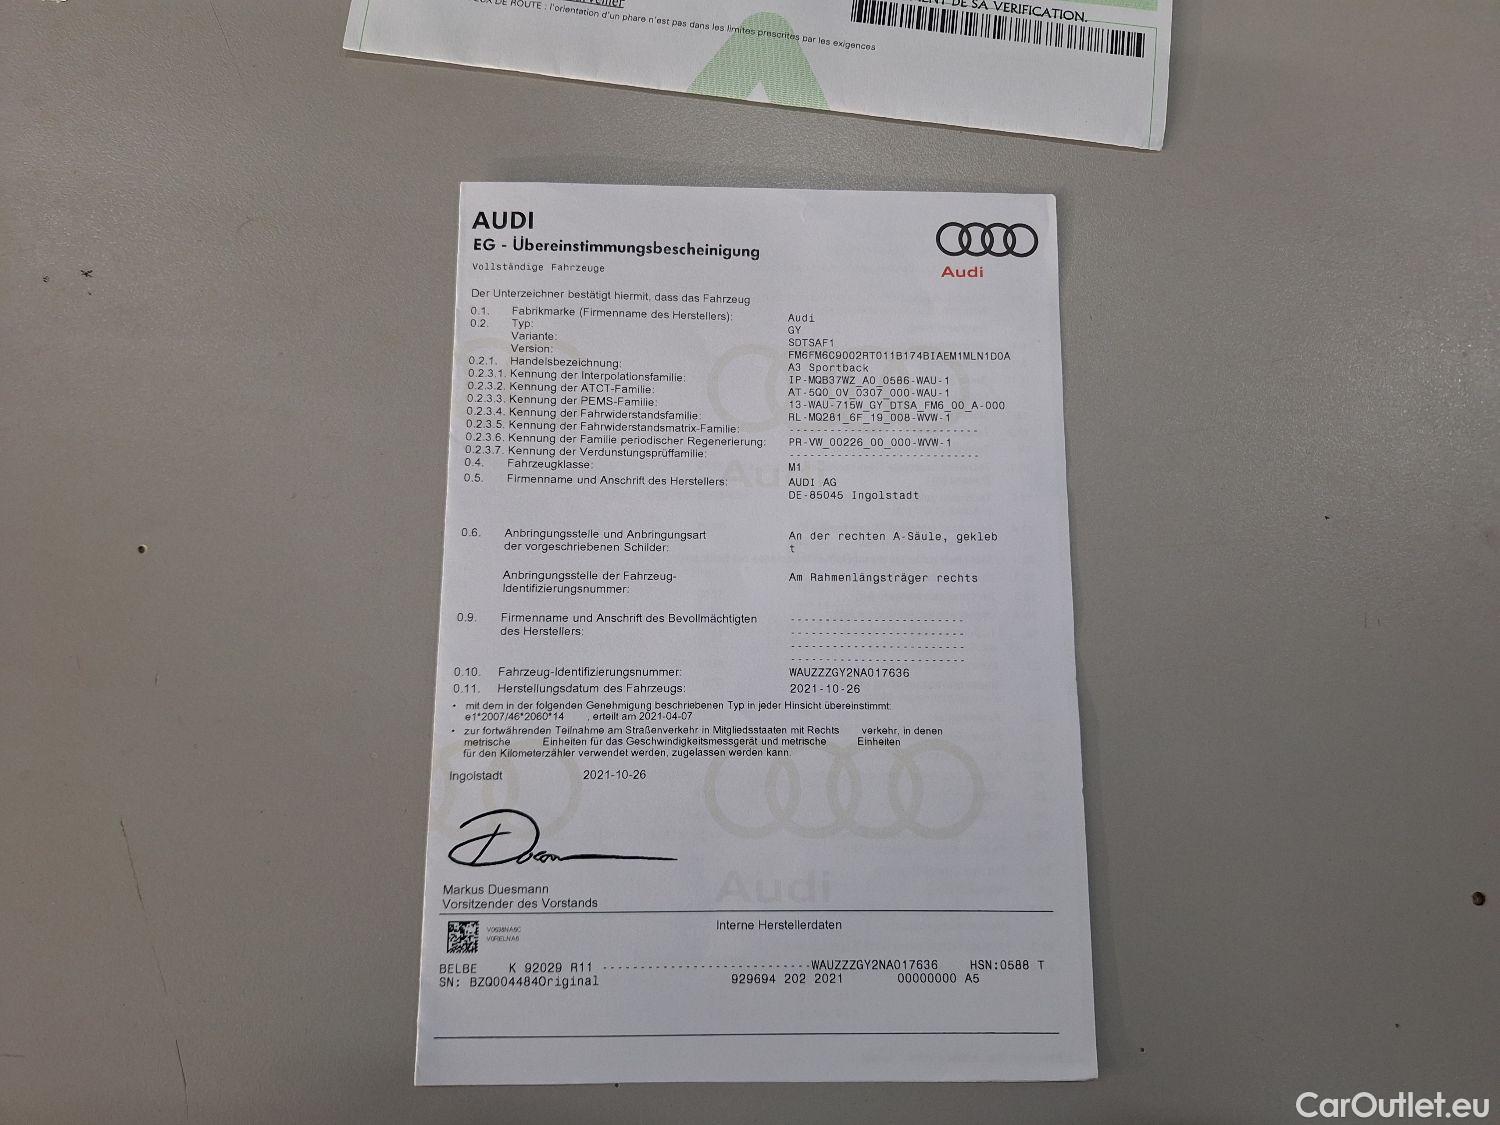 DE SA VERIFICATION.
DE ROUTE : l'orientation d'un phare n'est pas dans les limites prescrites par les exigences
AUDI
EG - Übereinstimmungsbescheinigung
Vollständige Fahrzeuge
Audi
Der Unterzeichner bestätigt hiermit, dass das Fahrzeug
0.1. Fabrikmarke (Firmenname des Herstellers): Audi
0.2. Typ: GY
Variante: SDTSAF1
Version: FM6FM6C9002RT011B174BIAEM1MLN1D0A
0.2.1. Handelsbezeichnung: A3 Sportback
0.2.3.1. Kennung der Interpolationsfamilie: IP-MQB37WZ_A0_0586-WAU-1
0.2.3.2. Kennung der ATCT-Familie: AT-5Q0_0V_0307_000-WAU-1
0.2.3.3. Kennung der PEMS-Familie: 13-WAU-715W_GY_DTSA_FM6_00_A-000
0.2.3.4. Kennung der Fahrwiderstandsfamilie: RL-MQ281_6F_19_008-WVW-1
0.2.3.5. Kennung der Fahrwiderstandsmatrix-Familie: - - - - - - - - - - - - - - - - - - - - - - - -
0.2.3.6. Kennung der Familie periodischer Regenerierung: PR-VW_00226_00_000-WVW-1
0.2.3.7. Kennung der Verdunstungsprüffamilie: - - - - - - - - - - - - - - - - - - - - - - - -
0.4. Fahrzeugklasse: M1
0.5. Firmenname und Anschrift des Herstellers: AUDI AG
DE-85045 Ingolstadt
0.6. Anbringungsstelle und Anbringungsart An der rechten A-Säule, gekleb
der vorgeschriebenen Schilder: t
Anbringungsstelle der Fahrzeug- Am Rahmenlängsträger rechts
Identifizierungsnummer:
0.9. Firmenname und Anschrift des Bevollmächtigten - - - - - - - - - - - - - - - - - - - - - - - -
des Herstellers: - - - - - - - - - - - - - - - - - - - - - - - -
- - - - - - - - - - - - - - - - - - - - - - - -
- - - - - - - - - - - - - - - - - - - - - - - -
0.10. Fahrzeug-Identifizierungsnummer: WAUZZZGY2NA017636
0.11. Herstellungsdatum des Fahrzeugs: 2021-10-26
• mit dem in der folgenden Genehmigung beschriebenen Typ in jeder Hinsicht übereinstimmt:
e1*2007/46*2060*14 , erteilt am 2021-04-07
• zur fortwährenden Teilnahme am Straßenverkehr in Mitgliedsstaaten mit Rechts verkehr, in denen
metrische Einheiten für das Geschwindigkeitsmessgerät und metrische Einheiten
für den Kilometerzähler verwendet werden, zugelassen werden kann.
Ingolstadt 2021-10-26
Markus Duesmann
Vorsitzender des Vorstands
Audi
Interne Herstellerdaten
BELBE K 92029 R11 - - - - - - - - - - - - - - - - - - - - - - - - WAUZZZGY2NA017636 HSN:0588 T
SN: BZQ004484Original 929694 202 2021 00000000 A5
CarOutlet.eu